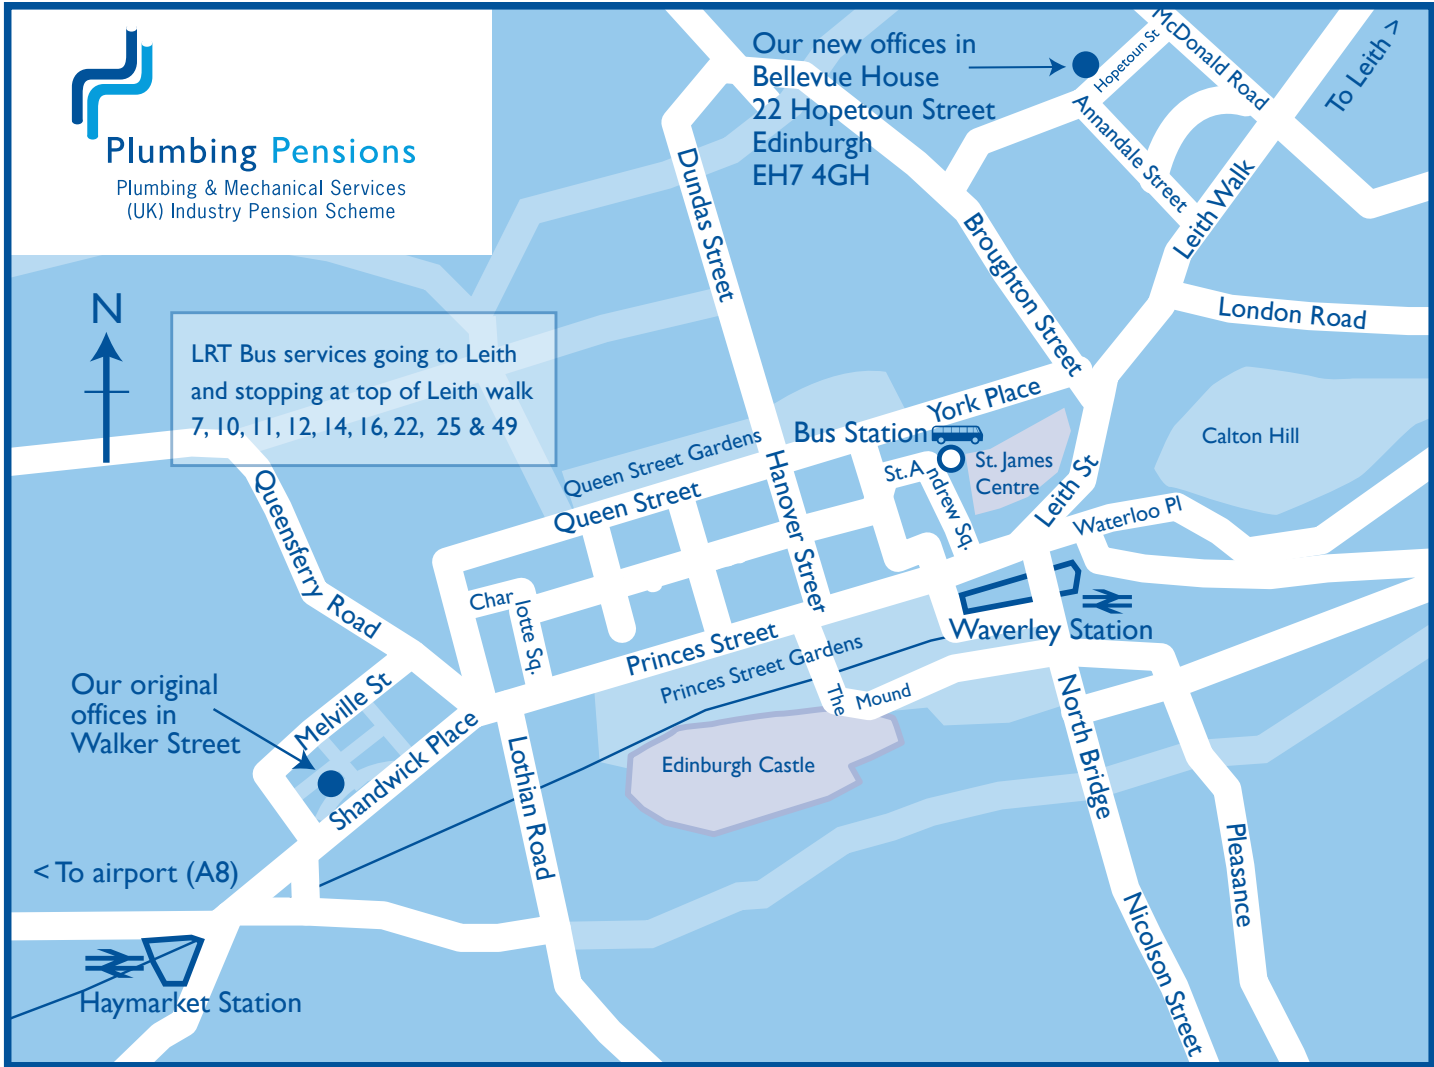 Plumbing Pensions
Plumbing & Mechanical Services
(UK) Industry Pension Scheme
Our new offices in
Bellevue House
22 Hopetoun Street
Edinburgh
EH7 4GH
Hopetoun St
McDonald Road
To Leith >
Annandale Street
Leith Walk
Dundas Street
Broughton Street
London Road
N
LRT Bus services going to Leith
and stopping at top of Leith walk
7, 10, 11, 12, 14, 16, 22, 25 & 49
York Place
Bus Station
Calton Hill
Queen Street Gardens
Queen Street
Hanover Street
St. Andrew Sq.
St. James
Centre
Leith St
Waterloo Pl
Queensferry Road
Charlotte Sq.
Princes Street
Princes Street Gardens
Waverley Station
The Mound
Our original
offices in
Walker Street
Melville St
Shandwick Place
Lothian Road
Edinburgh Castle
North Bridge
Pleasance
< To airport (A8)
Nicolson Street
Haymarket Station